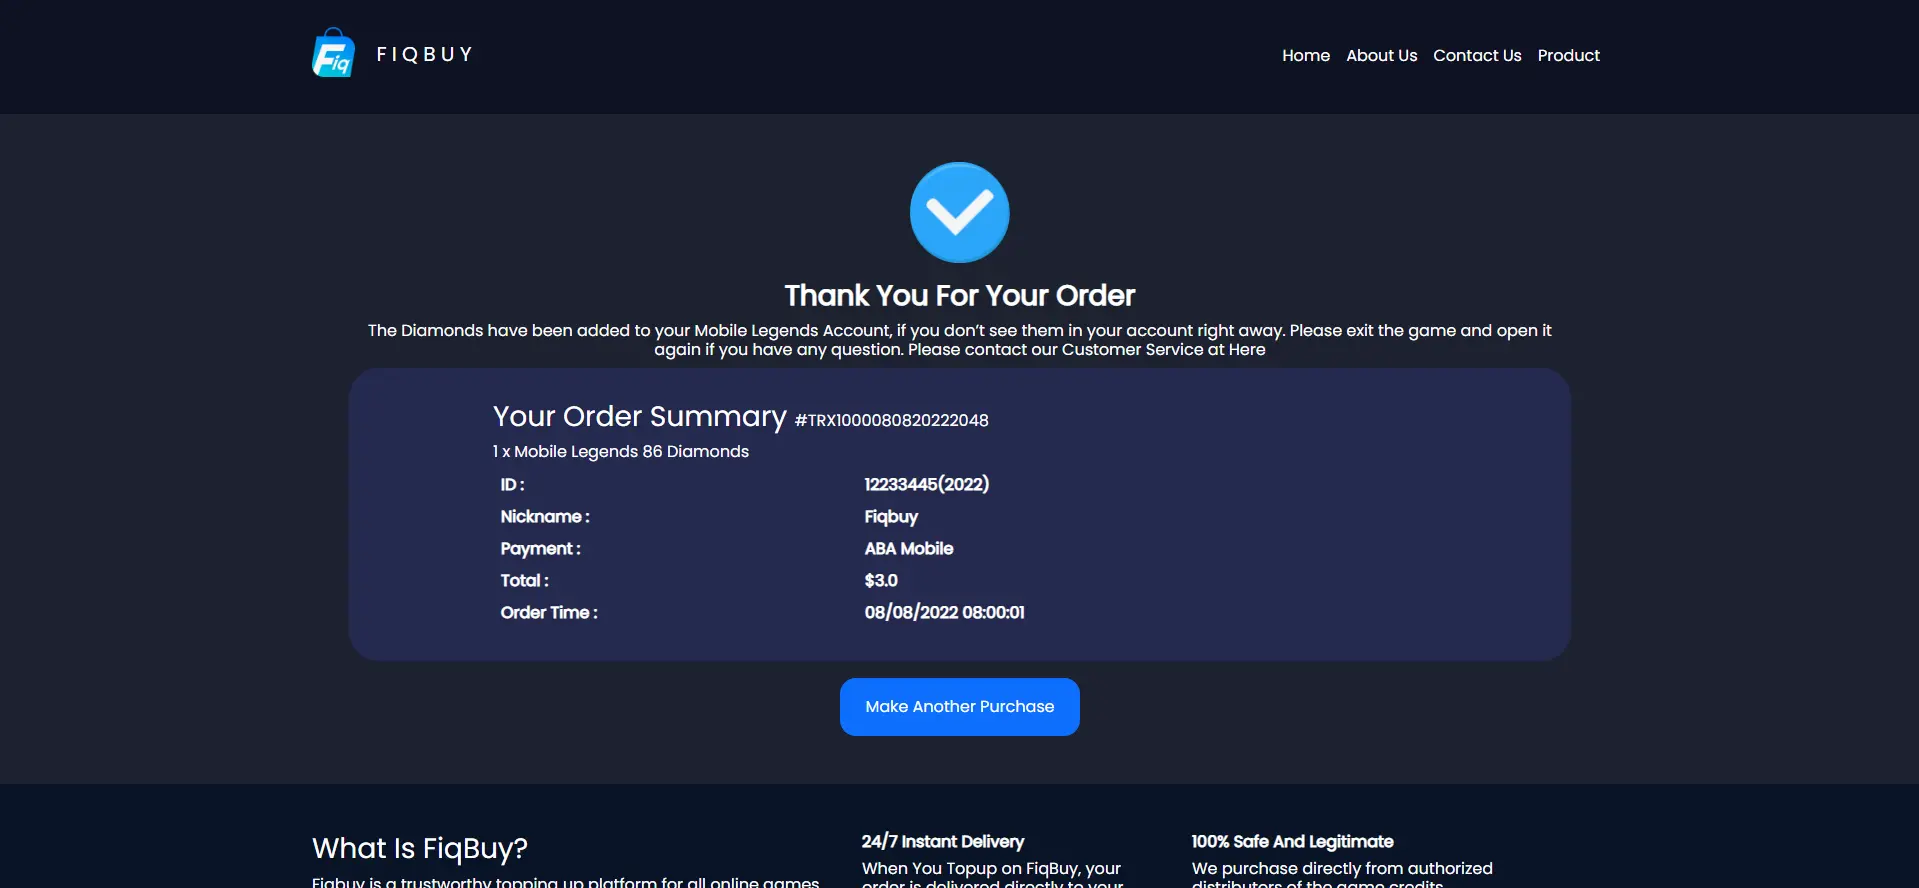 Fiq
FIQBUY
Home About Us Contact Us Product
Thank You For Your Order
The Diamonds have been added to your Mobile Legends Account, if you don’t see them in your account right away. Please exit the game and open it
again if you have any question. Please contact our Customer Service at Here
Your Order Summary #TRX1000080820222048
1 x Mobile Legends 86 Diamonds
ID : 12233445(2022)
Nickname : Fiqbuy
Payment : ABA Mobile
Total : $3.0
Order Time : 08/08/2022 08:00:01
Make Another Purchase
What Is FiqBuy?
Fiqbuy is a trustworthy topping up platform for all online games
24/7 Instant Delivery
When You Topup on FiqBuy, your
order is delivered directly to your
100% Safe And Legitimate
We purchase directly from authorized
distributors of the game credits